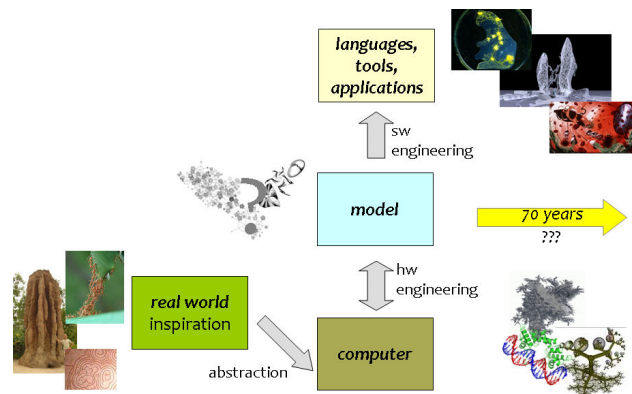 languages,
tools,
applications
sw
engineering
model
70 years
???
hw
engineering
real world
inspiration
computer
abstraction